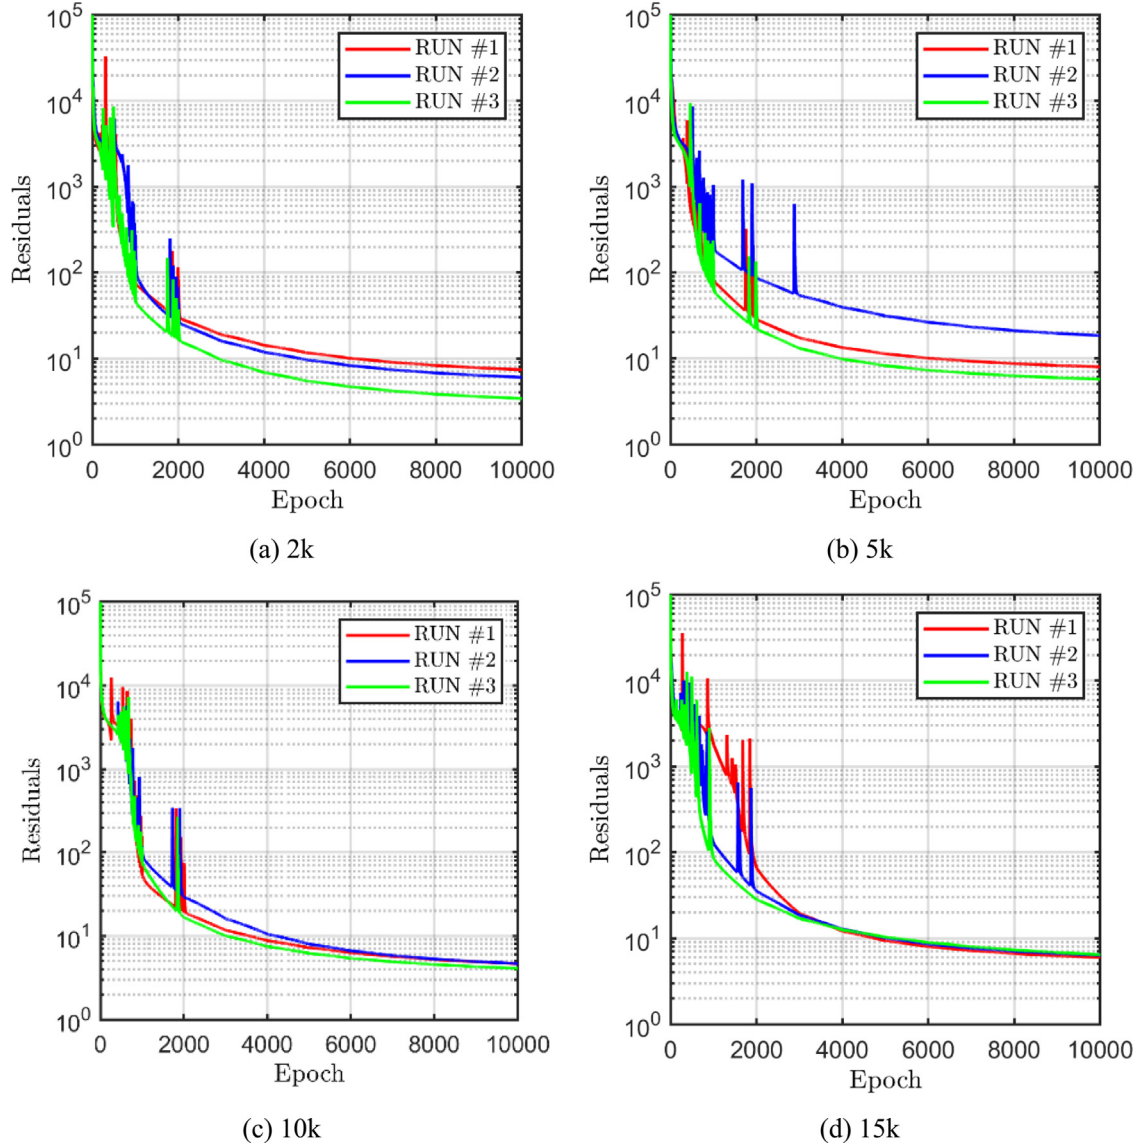 10^5
10^4
10^3
10^2
10^1
10^0
Residuals
RUN #1
RUN #2
RUN #3
0 2000 4000 6000 8000 10000
Epoch
(a) 2k
10^5
10^4
10^3
10^2
10^1
10^0
Residuals
RUN #1
RUN #2
RUN #3
0 2000 4000 6000 8000 10000
Epoch
(b) 5k
10^5
10^4
10^3
10^2
10^1
10^0
Residuals
RUN #1
RUN #2
RUN #3
0 2000 4000 6000 8000 10000
Epoch
(c) 10k
10^5
10^4
10^3
10^2
10^1
10^0
Residuals
RUN #1
RUN #2
RUN #3
0 2000 4000 6000 8000 10000
Epoch
(d) 15k